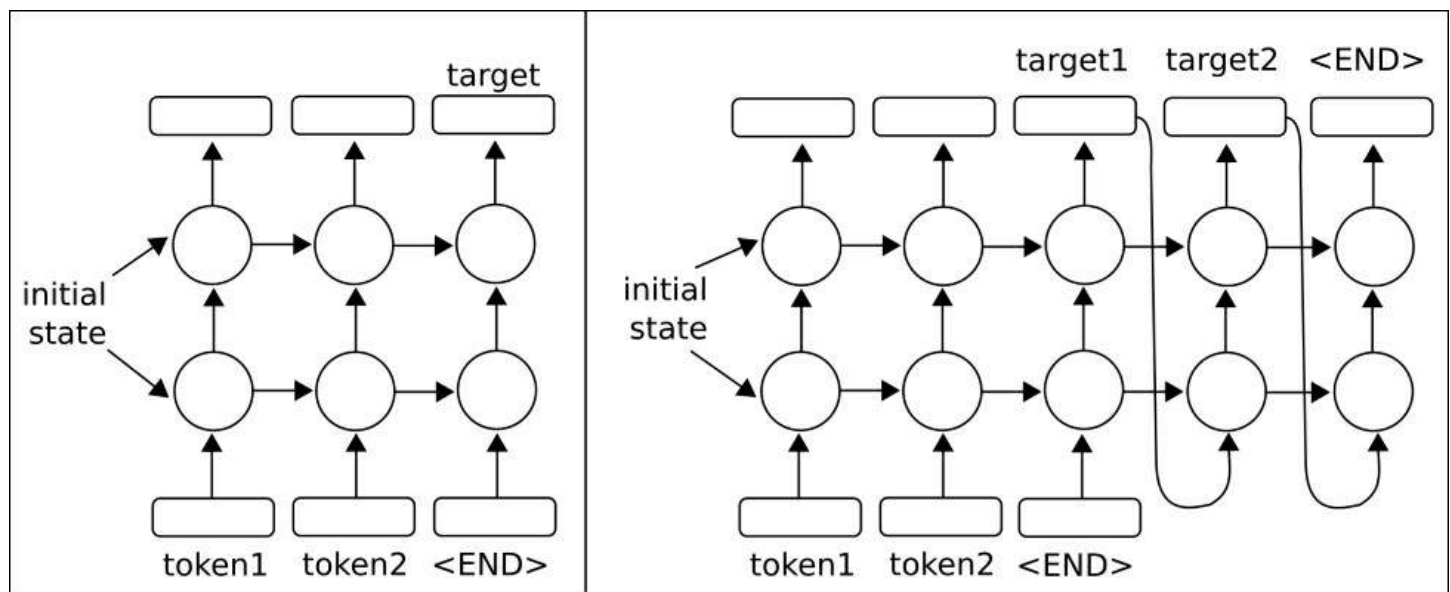 target
initial
state
token1 token2 <END>
target1 target2 <END>
initial
state
token1 token2 <END>